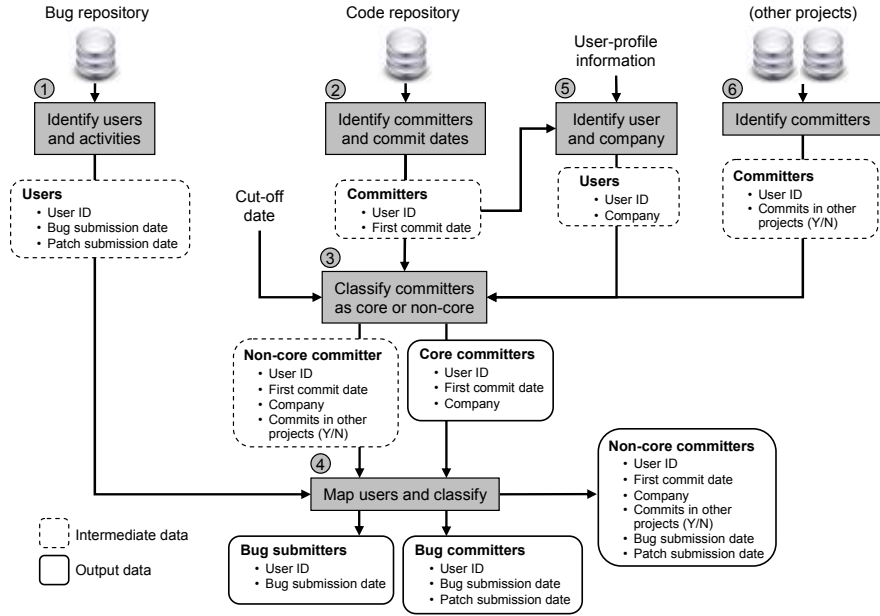 Bug repository
Code repository
(other projects)
User-profile
information
1
Identify users
and activities
2
Identify committers
and commit dates
5
Identify user
and company
6
Identify committers
Users
• User ID
• Bug submission date
• Patch submission date
Cut-off
date
Committers
• User ID
• First commit date
Users
• User ID
• Company
Committers
• User ID
• Commits in other
projects (Y/N)
3
Classify committers
as core or non-core
Non-core committer
• User ID
• First commit date
• Company
• Commits in other
projects (Y/N)
Core committers
• User ID
• First commit date
• Company
4
Map users and classify
Non-core committers
• User ID
• First commit date
• Company
• Commits in other
projects (Y/N)
• Bug submission date
• Patch submission date
Intermediate data
Output data
Bug submitters
• User ID
• Bug submission date
Bug committers
• User ID
• Bug submission date
• Patch submission date